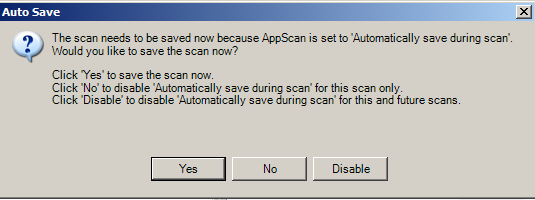 Auto Save
The scan needs to be saved now because AppScan is set to 'Automatically save during scan'.
Would you like to save the scan now?
Click 'Yes' to save the scan now.
Click 'No' to disable 'Automatically save during scan' for this scan only.
Click 'Disable' to disable 'Automatically save during scan' for this and future scans.
Yes
No
Disable